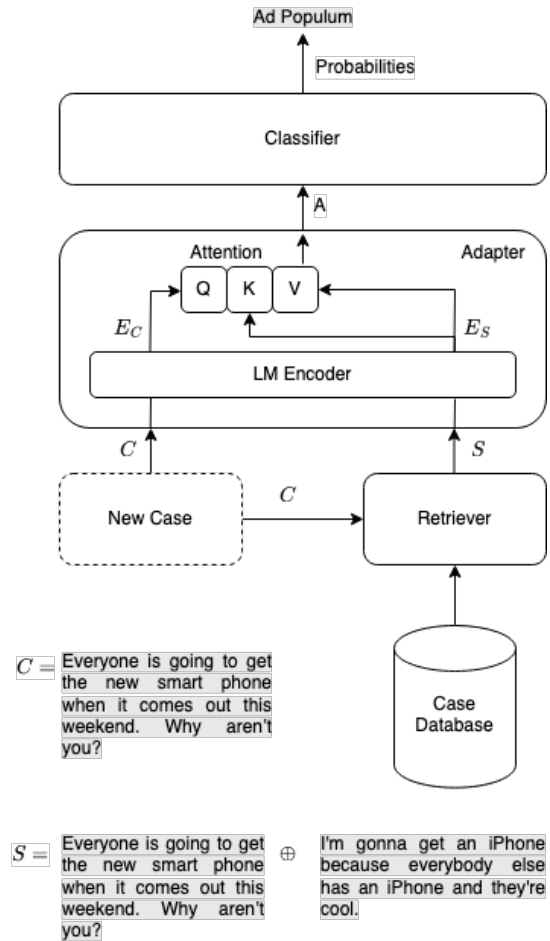 Ad Populum
Probabilities
Classifier
A
Attention
Adapter
Q K V
E_C
E_S
LM Encoder
C
S
New Case
C
Retriever
Case
Database
C =
Everyone is going to get
the new smart phone
when it comes out this
weekend. Why aren't
you?
S =
Everyone is going to get
the new smart phone
when it comes out this
weekend. Why aren't
you?
⊕
I'm gonna get an iPhone
because everybody else
has an iPhone and they're
cool.